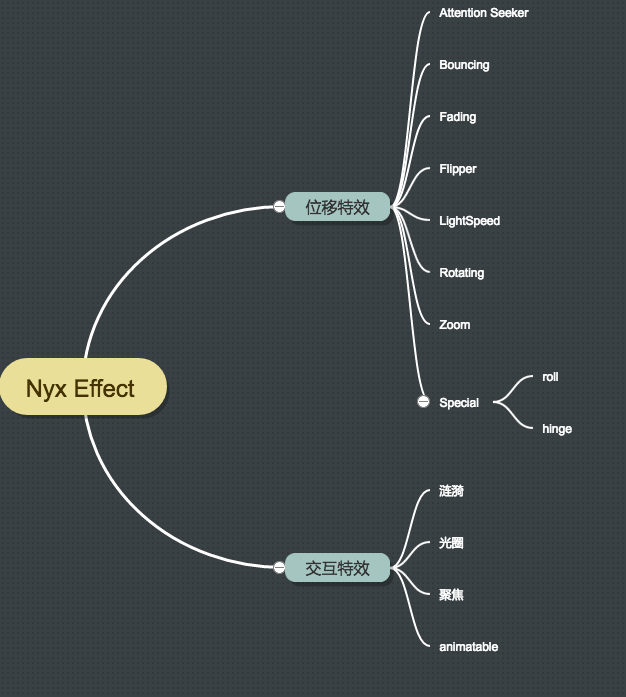 Attention Seeker
Bouncing
Fading
Flipper
位移特效
LightSpeed
Rotating
Zoom
roll
Nyx Effect
Special
hinge
涟漪
光圈
交互特效
聚焦
animatable